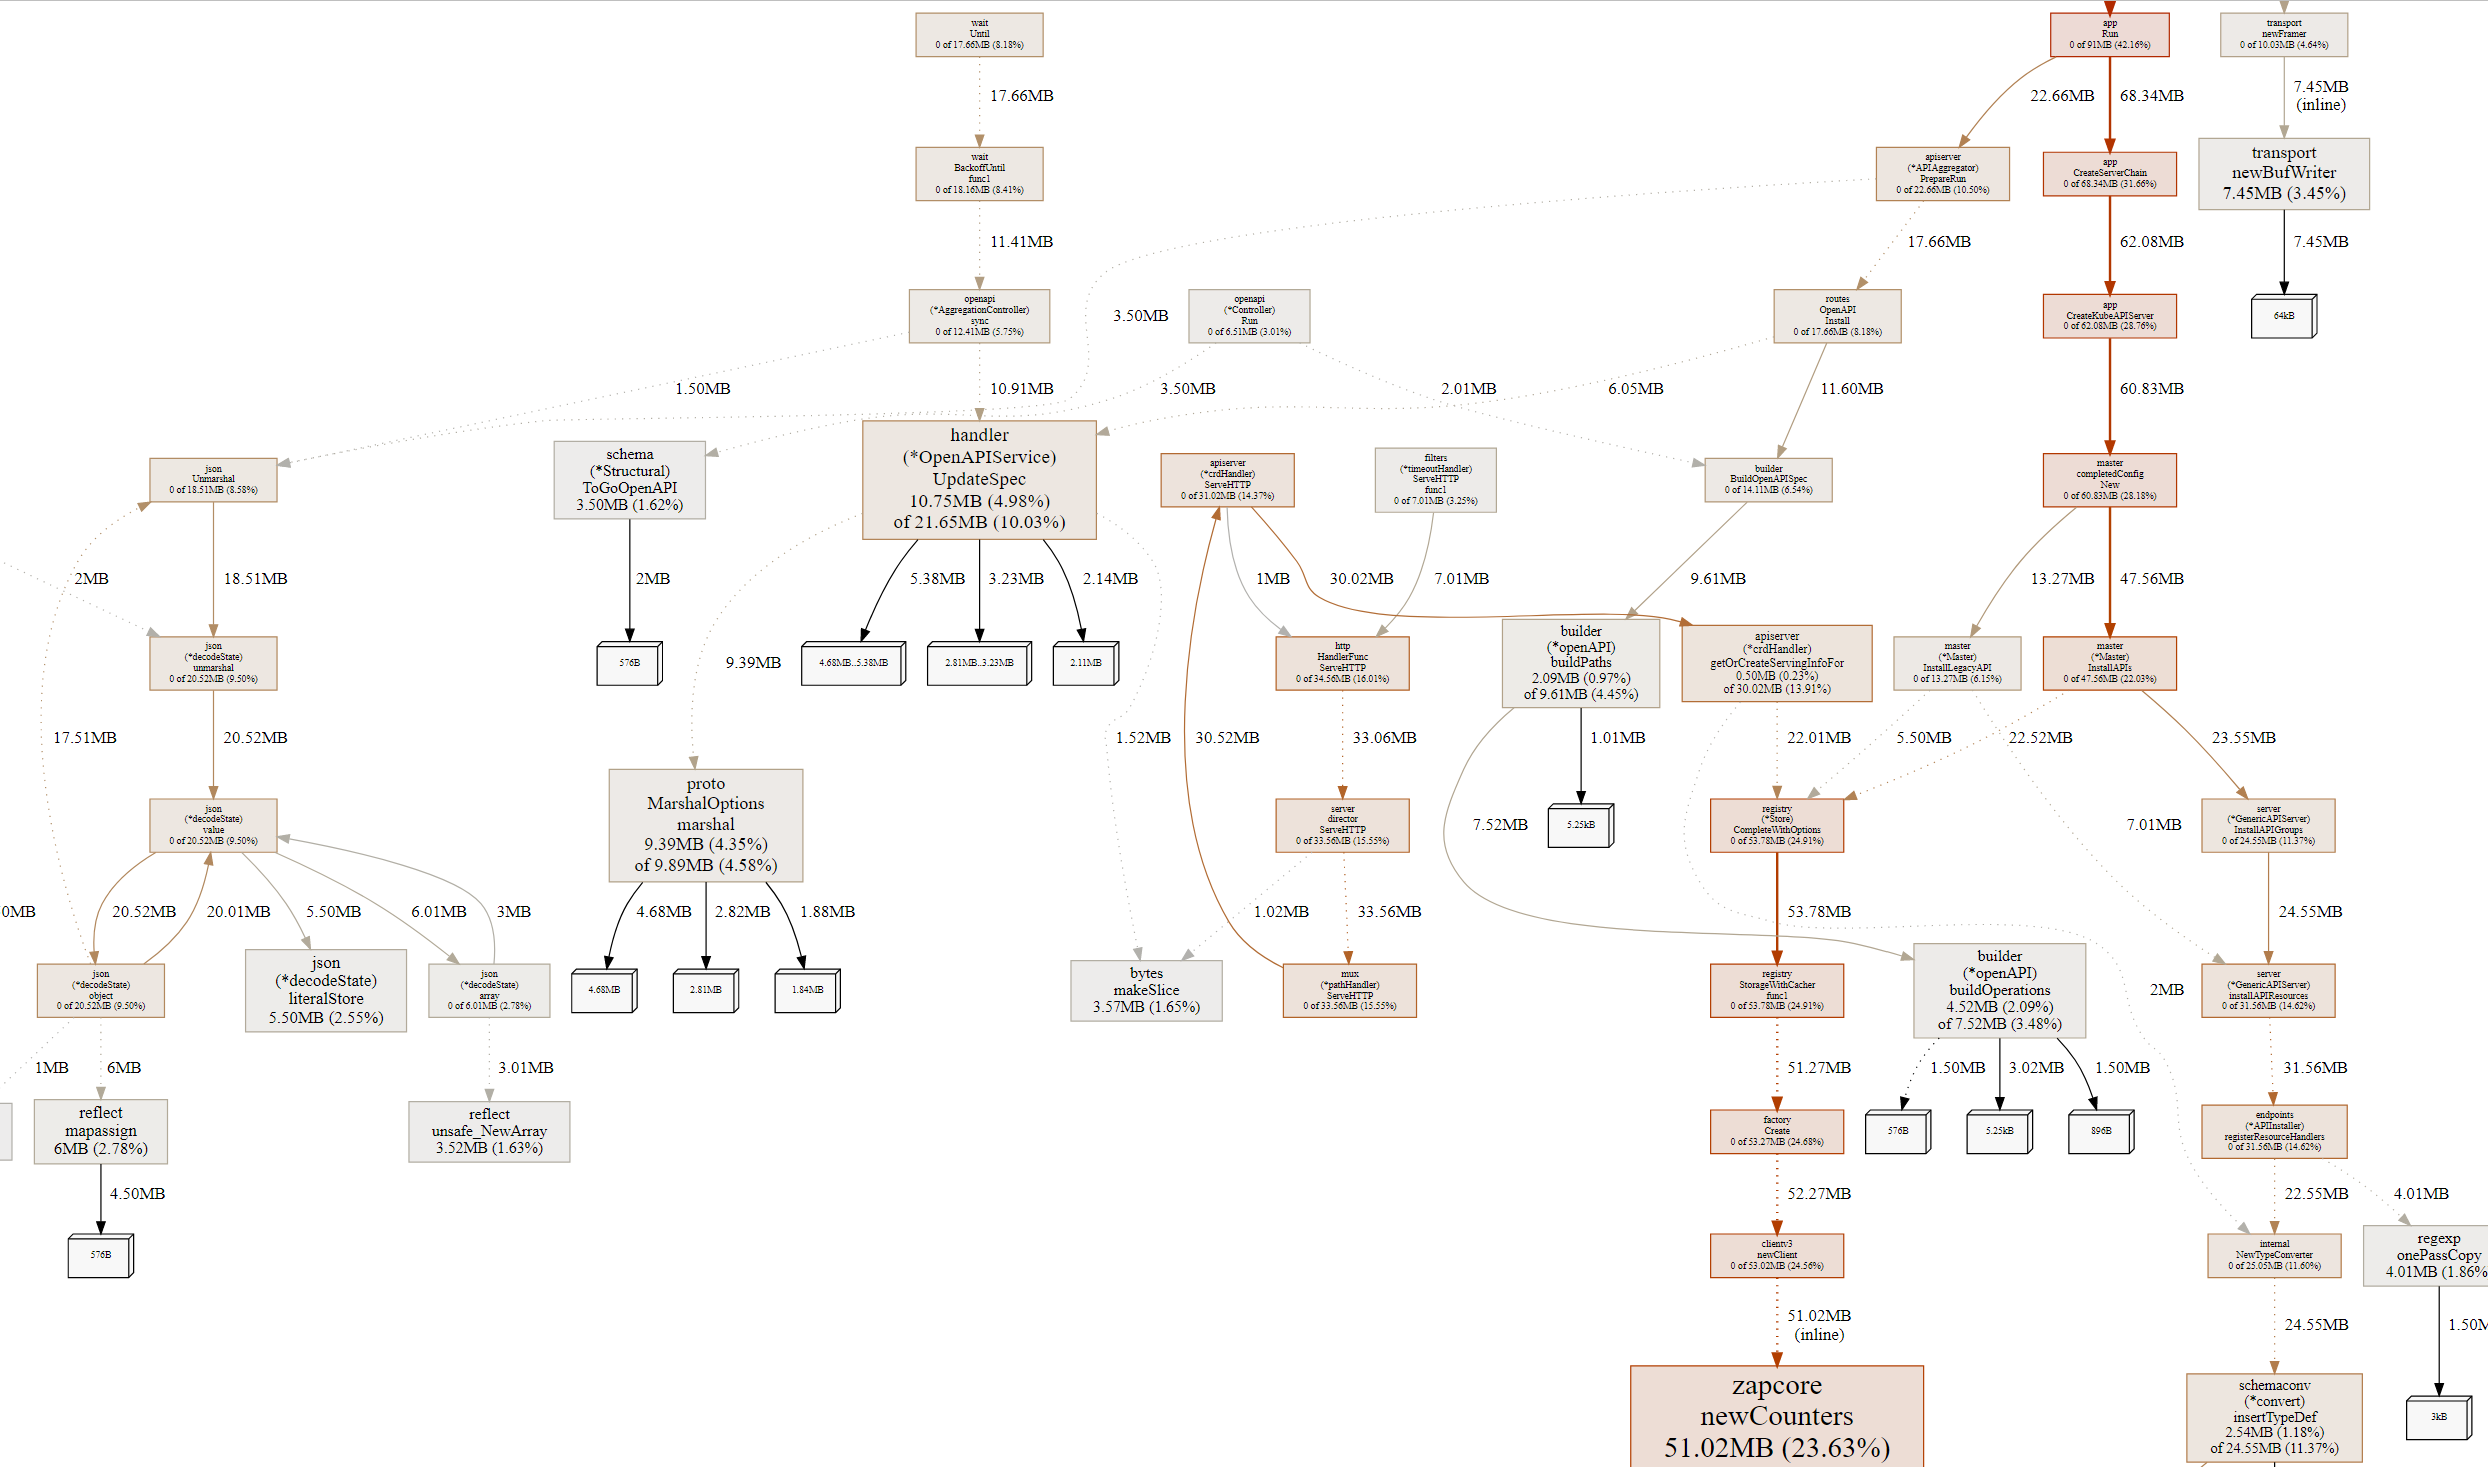 wait
Until
0 of 17.66MB (8.18%)
app
Run
0 of 91MB (42.16%)
transport
newFramer
0 of 10.03MB (4.64%)
17.66MB
22.66MB
68.34MB
7.45MB
(inline)
wait
BackoffUntil
func1
0 of 18.16MB (8.41%)
apiserver
(*APIAggregator)
PrepareRun
0 of 22.66MB (10.50%)
app
CreateServerChain
0 of 68.34MB (31.66%)
transport
newBufWriter
7.45MB (3.45%)
11.41MB
17.66MB
62.08MB
7.45MB
openapi
(*AggregationController)
sync
0 of 12.41MB (5.75%)
3.50MB
openapi
(*Controller)
Run
0 of 6.51MB (3.01%)
routes
OpenAPI
Install
0 of 17.66MB (8.18%)
app
CreateKubeAPIServer
0 of 62.08MB (28.76%)
64kB
1.50MB
10.91MB
3.50MB
2.01MB
6.05MB
11.60MB
60.83MB
json
Unmarshal
0 of 18.51MB (8.58%)
schema
(*Structural)
ToGoOpenAPI
3.50MB (1.62%)
handler
(*OpenAPIService)
UpdateSpec
10.75MB (4.98%)
of 21.65MB (10.03%)
apiserver
(*crdHandler)
ServeHTTP
0 of 31.02MB (14.37%)
filters
(*timeoutHandler)
ServeHTTP
func1
0 of 7.01MB (3.25%)
builder
BuildOpenAPISpec
0 of 14.11MB (6.54%)
master
completedConfig
New
0 of 60.83MB (28.18%)
2MB
18.51MB
2MB
5.38MB
3.23MB
2.14MB
1MB
30.02MB
7.01MB
9.61MB
13.27MB
47.56MB
json
(*decodeState)
unmarshal
0 of 20.52MB (9.50%)
576B
9.39MB
4.68MB..5.38MB
2.81MB..3.23MB
2.11MB
http
HandlerFunc
ServeHTTP
0 of 34.56MB (16.01%)
builder
(*openAPI)
buildPaths
2.09MB (0.97%)
of 9.61MB (4.45%)
apiserver
(*crdHandler)
getOrCreateServingInfoFor
0.50MB (0.23%)
of 30.02MB (13.91%)
master
(*Master)
InstallLegacyAPI
0 of 13.27MB (6.15%)
master
(*Master)
InstallAPIs
0 of 47.56MB (22.03%)
17.51MB
20.52MB
1.52MB
30.52MB
33.06MB
1.01MB
22.01MB
5.50MB
22.52MB
23.55MB
json
(*decodeState)
value
0 of 20.52MB (9.50%)
proto
MarshalOptions
marshal
9.39MB (4.35%)
of 9.89MB (4.58%)
server
director
ServeHTTP
0 of 33.56MB (15.55%)
7.52MB
5.25kB
registry
(*Store)
CompleteWithOptions
0 of 53.78MB (24.91%)
7.01MB
server
(*GenericAPIServer)
InstallAPIGroups
0 of 24.55MB (11.37%)
0MB
20.52MB
20.01MB
5.50MB
6.01MB
3MB
4.68MB
2.82MB
1.88MB
1.02MB
33.56MB
53.78MB
24.55MB
json
(*decodeState)
object
0 of 20.52MB (9.50%)
json
(*decodeState)
literalStore
5.50MB (2.55%)
json
(*decodeState)
array
0 of 6.01MB (2.78%)
4.68MB
2.81MB
1.84MB
bytes
makeSlice
3.57MB (1.65%)
mux
(*pathHandler)
ServeHTTP
0 of 33.56MB (15.55%)
registry
StorageWithCacher
func1
0 of 53.78MB (24.91%)
builder
(*openAPI)
buildOperations
4.52MB (2.09%)
of 7.52MB (3.48%)
2MB
server
(*GenericAPIServer)
installAPIResources
0 of 31.56MB (14.62%)
1MB
6MB
3.01MB
51.27MB
1.50MB
3.02MB
1.50MB
31.56MB
reflect
mapassign
6MB (2.78%)
reflect
unsafe_NewArray
3.52MB (1.63%)
factory
Create
0 of 53.27MB (24.68%)
576B
5.25kB
896B
endpoints
(*APIInstaller)
registerResourceHandlers
0 of 31.56MB (14.62%)
4.50MB
52.27MB
22.55MB
4.01MB
576B
clientv3
newClient
0 of 53.02MB (24.56%)
internal
NewTypeConverter
0 of 25.05MB (11.60%)
regexp
onePassCopy
4.01MB (1.86%
51.02MB
(inline)
24.55MB
1.50M
zapcore
newCounters
51.02MB (23.63%)
schemaconv
(*convert)
insertTypeDef
2.54MB (1.18%)
of 24.55MB (11.37%)
3kB